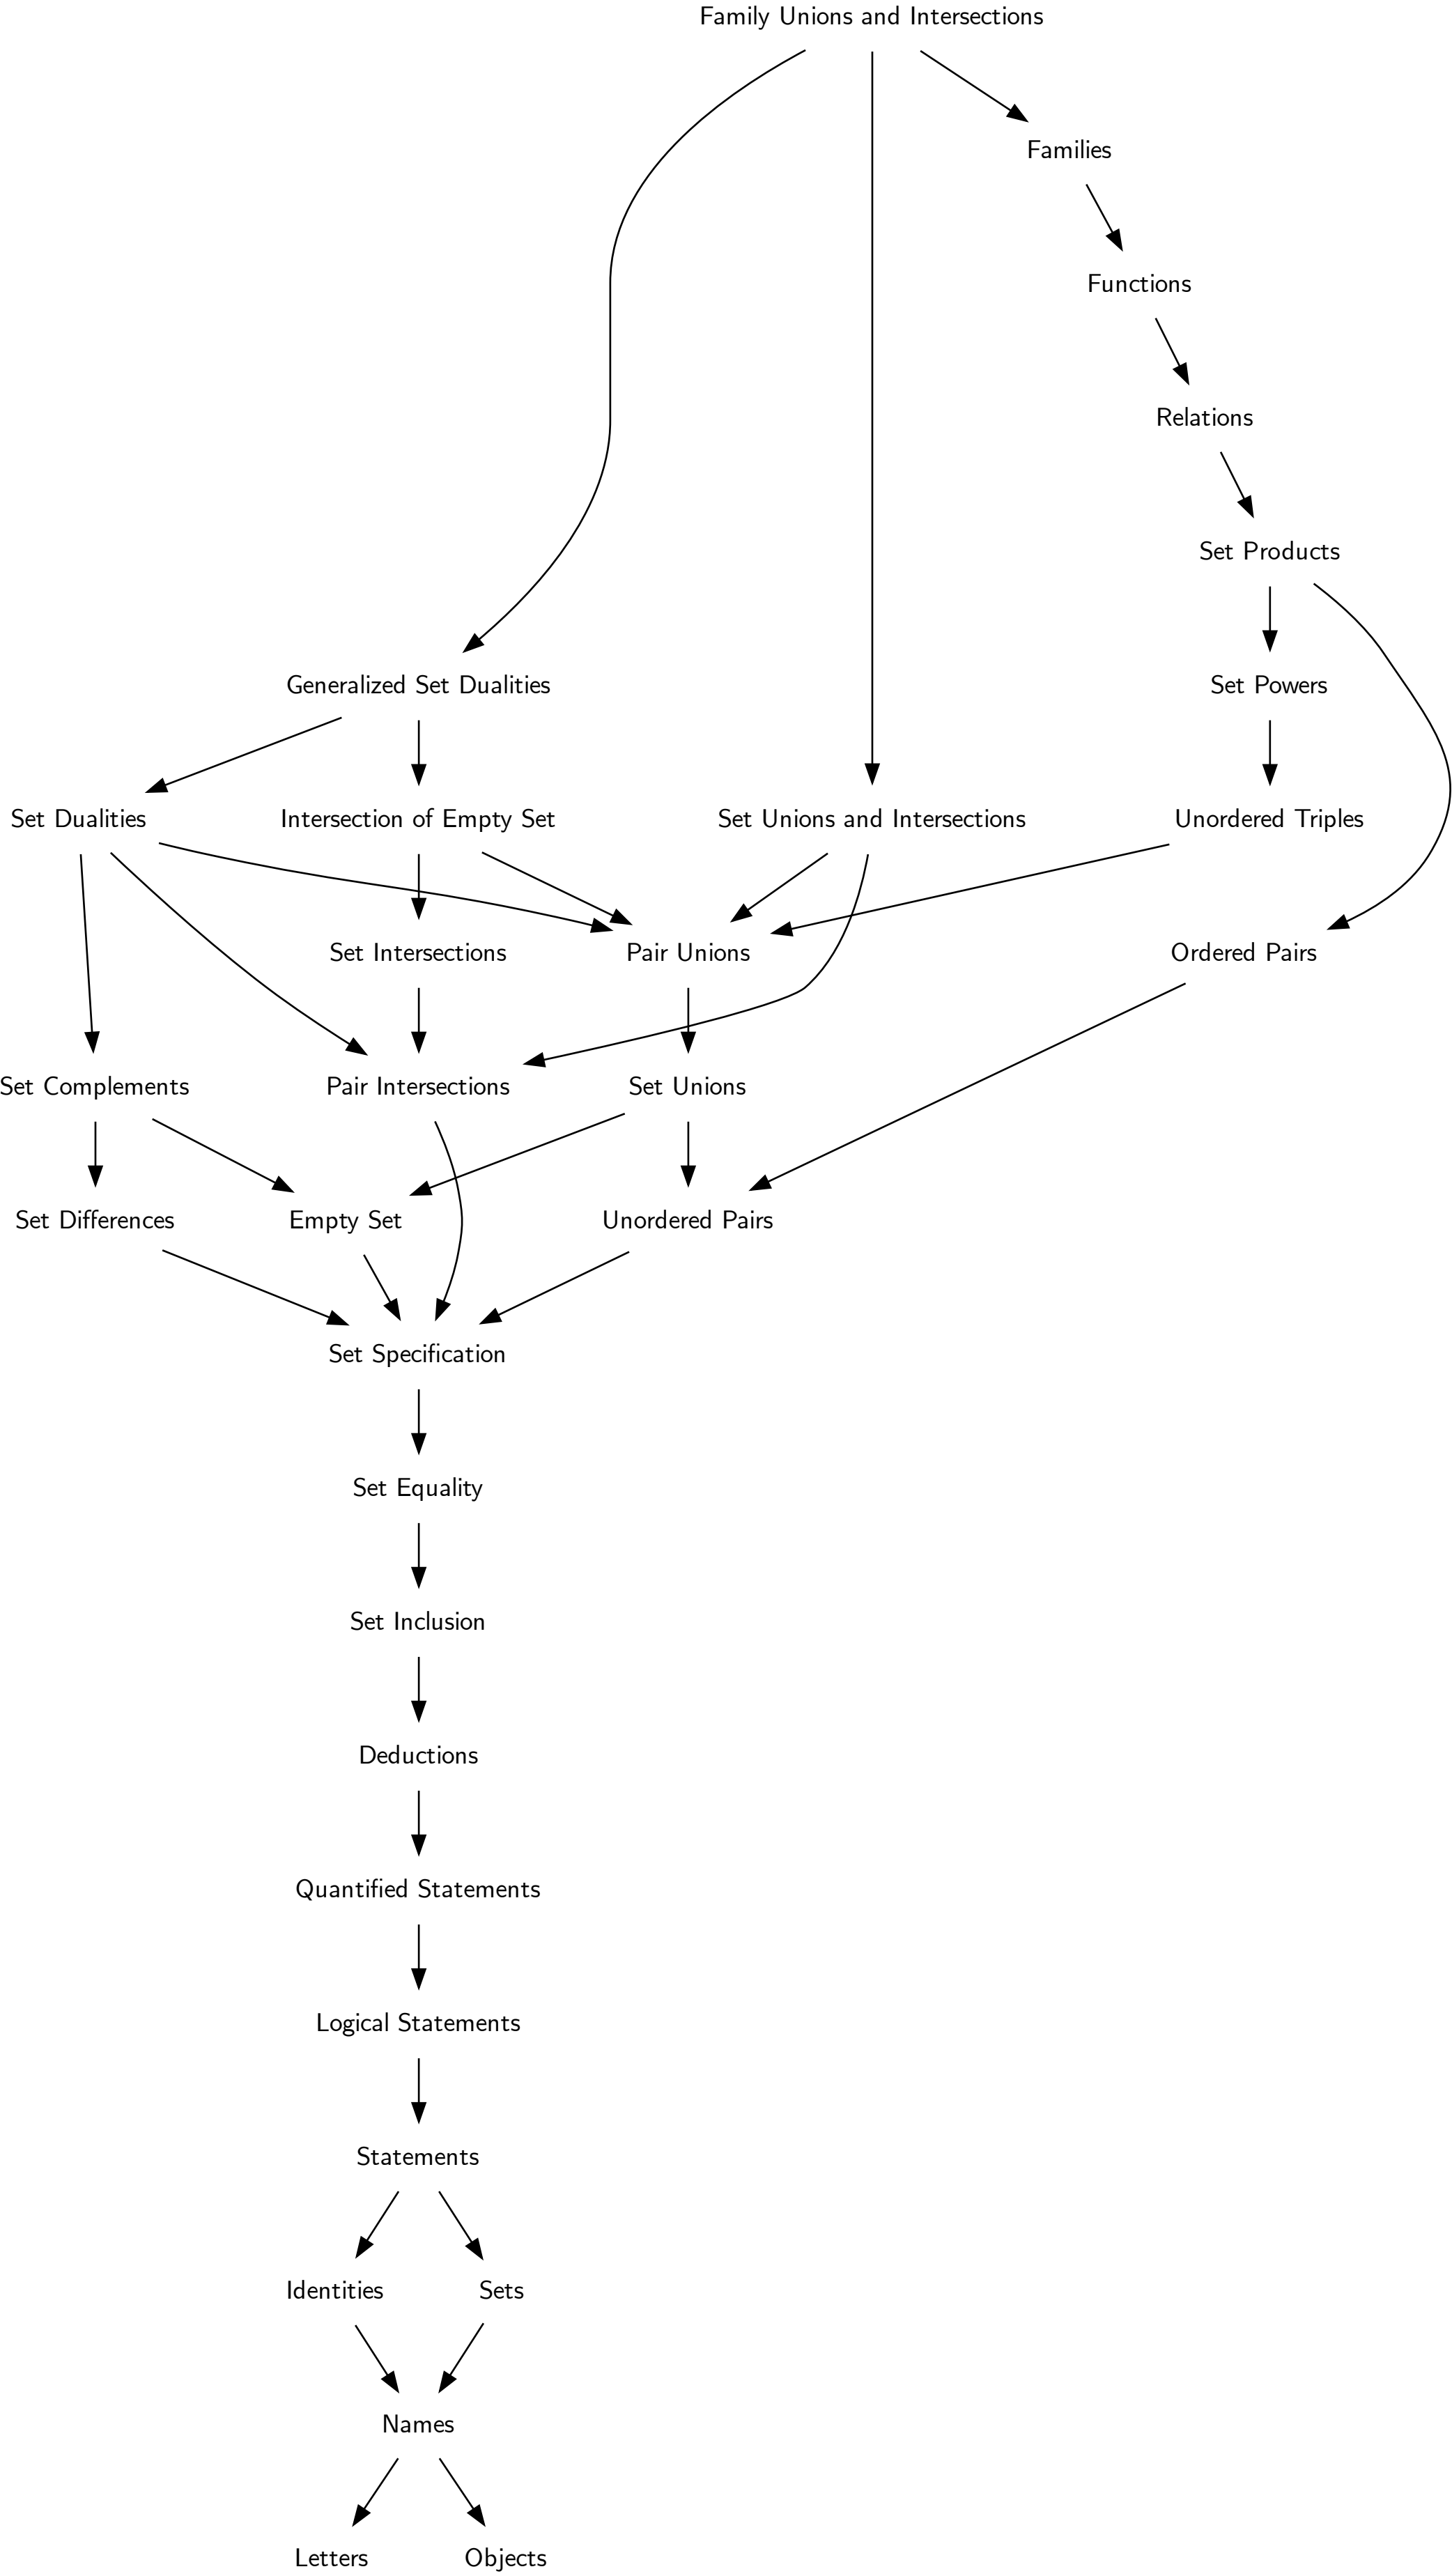 Family Unions and Intersections
Families
Functions
Relations
Set Products
Generalized Set Dualities
Set Powers
Set Dualities
Intersection of Empty Set
Set Unions and Intersections
Unordered Triples
Set Intersections
Pair Unions
Ordered Pairs
Set Complements
Pair Intersections
Set Unions
Set Differences
Empty Set
Unordered Pairs
Set Specification
Set Equality
Set Inclusion
Deductions
Quantified Statements
Logical Statements
Statements
Identities
Sets
Names
Letters
Objects